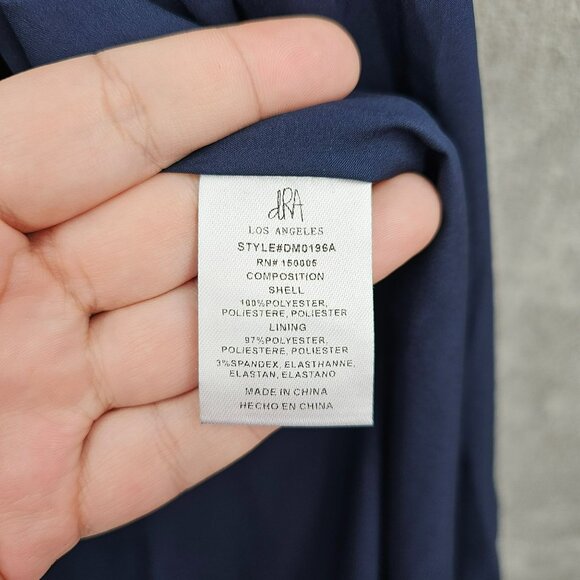 dRA
LOS ANGELES
STYLE#DM0196A
RN# 150005
COMPOSITION
SHELL
100%POLYESTER,
POLIESTERE, POLIESTER
LINING
97%POLYESTER,
POLIESTERE, POLIESTER
3%SPANDEX, ELASTHANNE,
ELASTAN, ELASTANO
MADE IN CHINA
HECHO EN CHINA